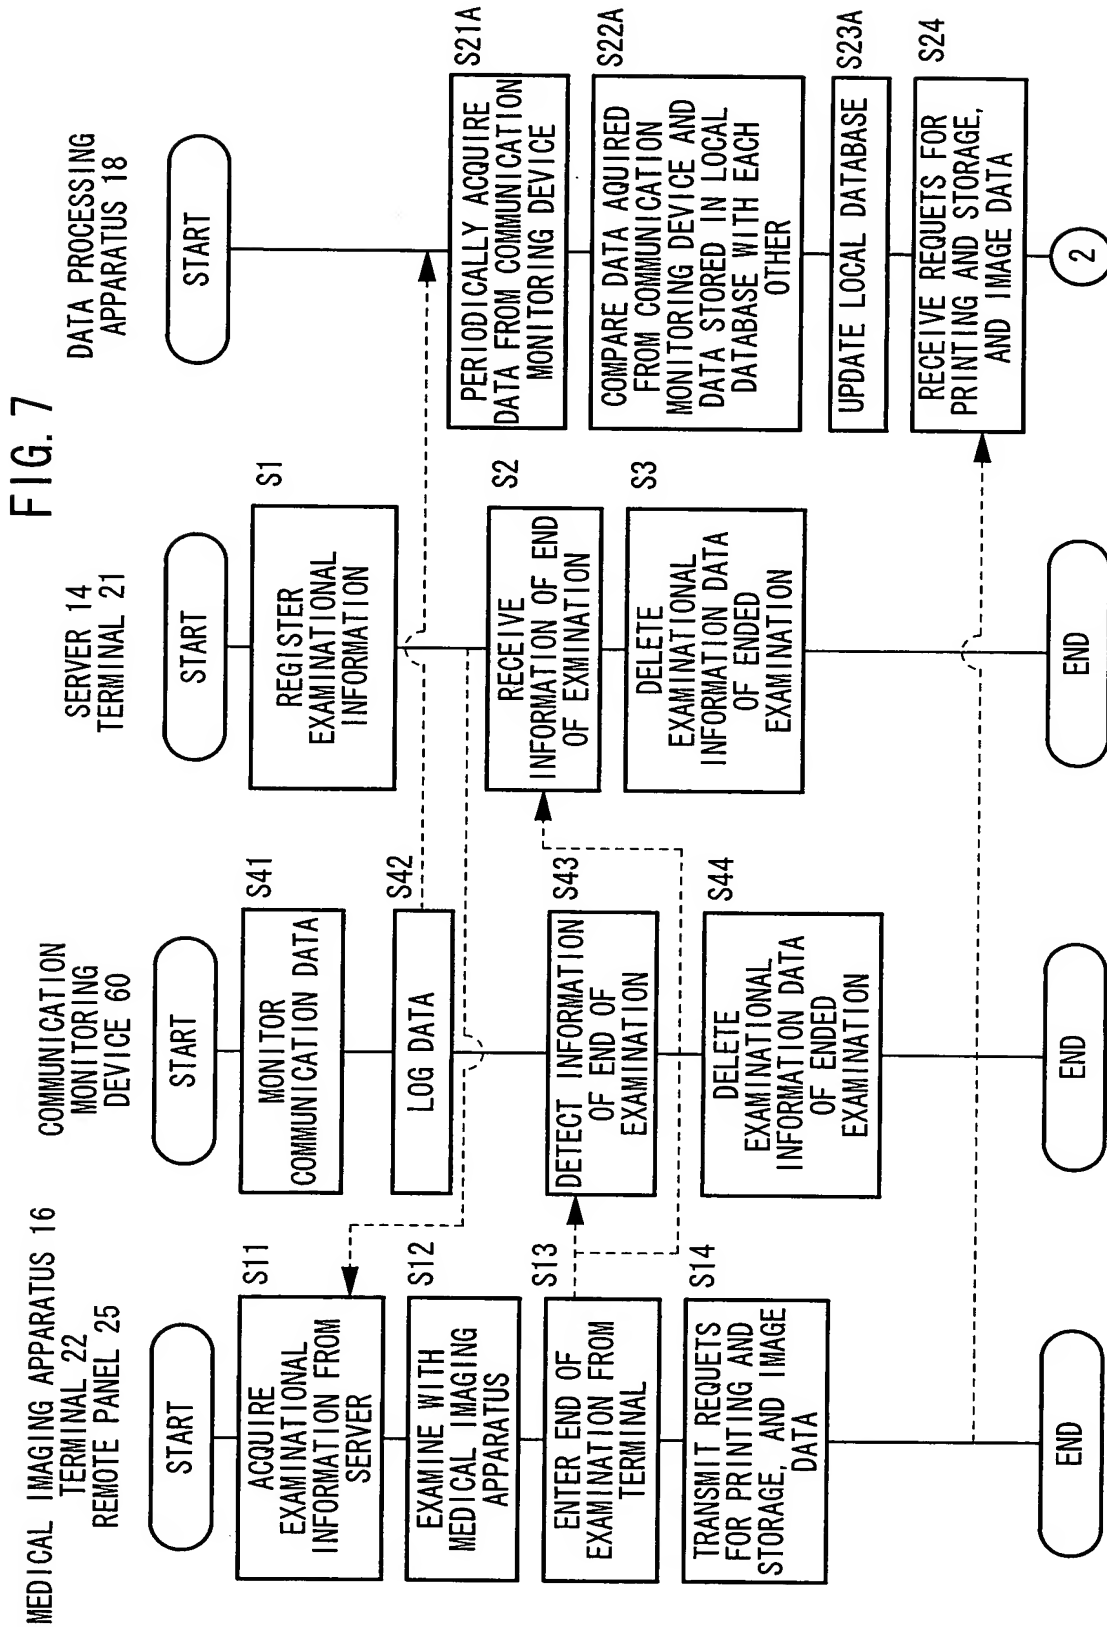 FIG. 7
MEDICAL IMAGING APPARATUS 16
TERMINAL 22
REMOTE PANEL 25
START
S11
ACQUIRE
EXAMINATIONAL
INFORMATION FROM
SERVER
S12
EXAMINE WITH
MEDICAL IMAGING
APPARATUS
S13
ENTER END OF
EXAMINATION FROM
TERMINAL
S14
TRANSMIT REQUETS
FOR PRINTING AND
STORAGE, AND IMAGE
DATA
END
COMMUNICATION
MONITORING
DEVICE 60
START
S41
MONITOR
COMMUNICATION DATA
S42
LOG DATA
S43
DETECT INFORMATION
OF END OF
EXAMINATION
S44
DELETE
EXAMINATIONAL
INFORMATION DATA
OF ENDED
EXAMINATION
END
SERVER 14
TERMINAL 21
START
S1
REGISTER
EXAMINATIONAL
INFORMATION
S2
RECEIVE
INFORMATION OF END
OF EXMINATION
S3
DELETE
EXAMINATIONAL
INFORMATION DATA
OF ENDED
EXAMINATION
END
DATA PROCESSING
APPARATUS 18
START
S21A
PERIODICALLY ACQUIRE
DATA FROM COMMUNICATION
MONITORING DEVICE
S22A
COMPARE DATA AQUIRED
FROM COMMUNICATION
MONITORING DEVICE AND
DATA STORED IN LOCAL
DATABASE WITH EACH
OTHER
S23A
UPDATE LOCAL DATABASE
S24
RECEIVE REQUETS FOR
PRINTING AND STORAGE,
AND IMAGE DATA
2